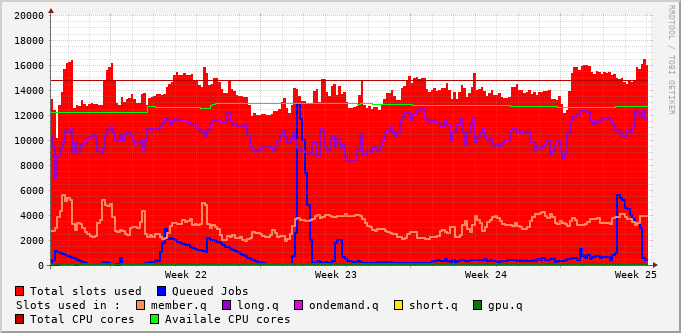 20000
18000
16000
14000
12000
10000
8000
6000
4000
2000
0
Week 22 Week 23 Week 24 Week 25
Total slots used Queued Jobs
Slots used in : member.q long.q ondemand.q short.q gpu.q
Total CPU cores Availale CPU cores
RRDTOOL / TOBI OETIKER